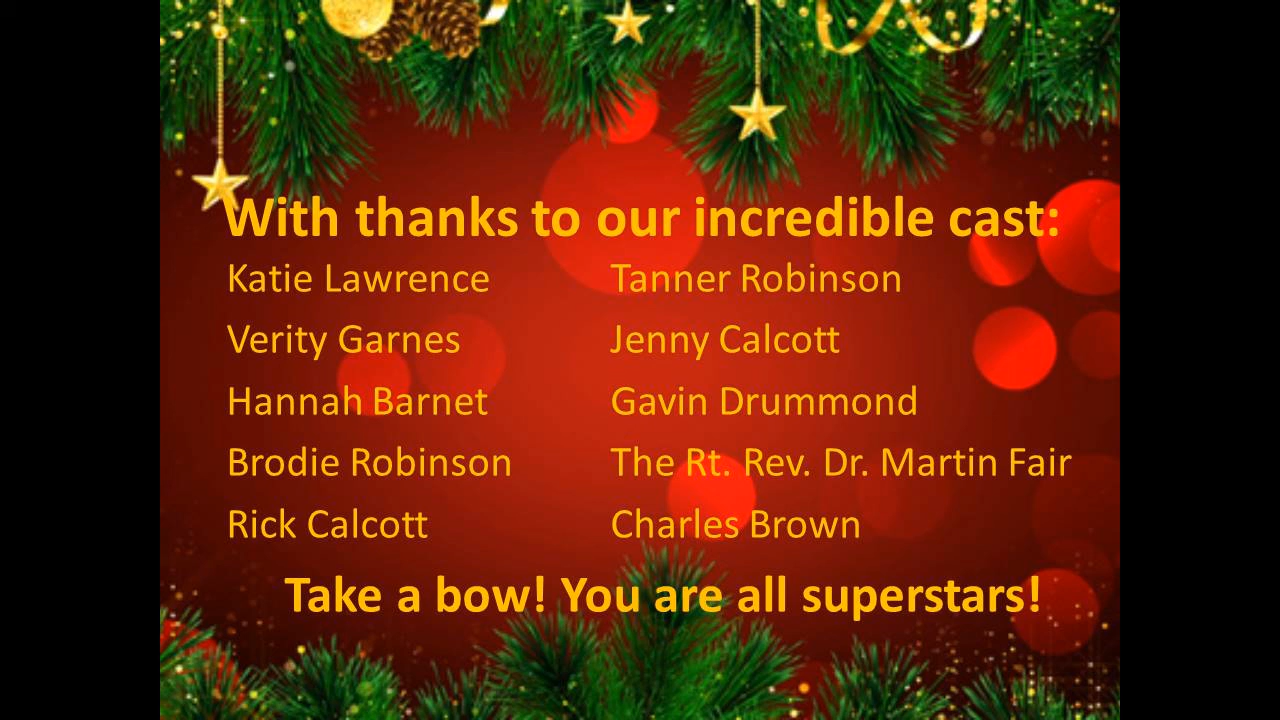 With thanks to our incredible cast:
Katie Lawrence
Verity Garnes
Hannah Barnet
Brodie Robinson
Rick Calcott
Tanner Robinson
Jenny Calcott
Gavin Drummond
The Rt. Rev. Dr. Martin Fair
Charles Brown
Take a bow! You are all superstars!